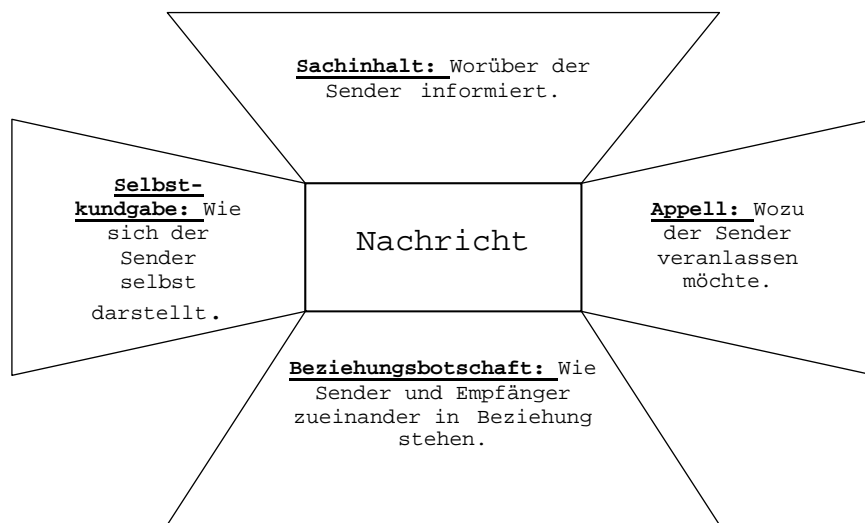 Sachinhalt: Worüber der
Sender informiert.
Selbst-
kundgabe: Wie
sich der
Sender
selbst
darstellt.
Nachricht
Appell: Wozu
der Sender
veranlassen
möchte.
Beziehungsbotschaft: Wie
Sender und Empfänger
zueinander in Beziehung
stehen.